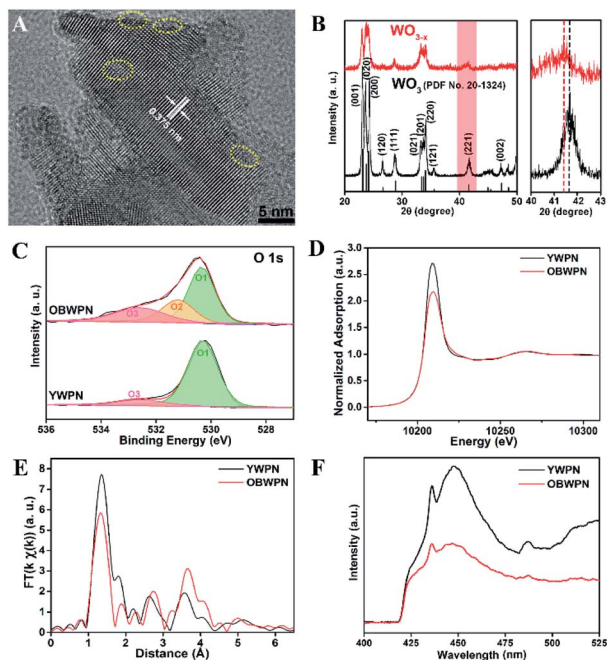 A
0.375 nm
5 nm
B
WO3-x
WO3 (PDF No. 20-1324)
(001)
(020)
(200)
(120)
(111)
(021)
(201)
(220)
(121)
(221)
(002)
Intensity (a. u.)
20 30 40 50
2θ (degree)
40 41 42 43
2θ (degree)
C
O 1s
OBWPN
O3
O2
O1
YWPN
O3
O1
Intensity (a. u.)
536 534 532 530 528
Binding Energy (eV)
D
YWPN
OBWPN
Normalized Adsorption (a.u.)
3.0
2.5
2.0
1.5
1.0
0.5
0.0
10200 10250 10300
Energy (eV)
E
YWPN
OBWPN
FT(k χ(k)) (a. u.)
8
7
6
5
4
3
2
1
0
0 1 2 3 4 5 6
Distance (Å)
F
YWPN
OBWPN
Intensity (a. u.)
400 425 450 475 500 525
Wavelength (nm)